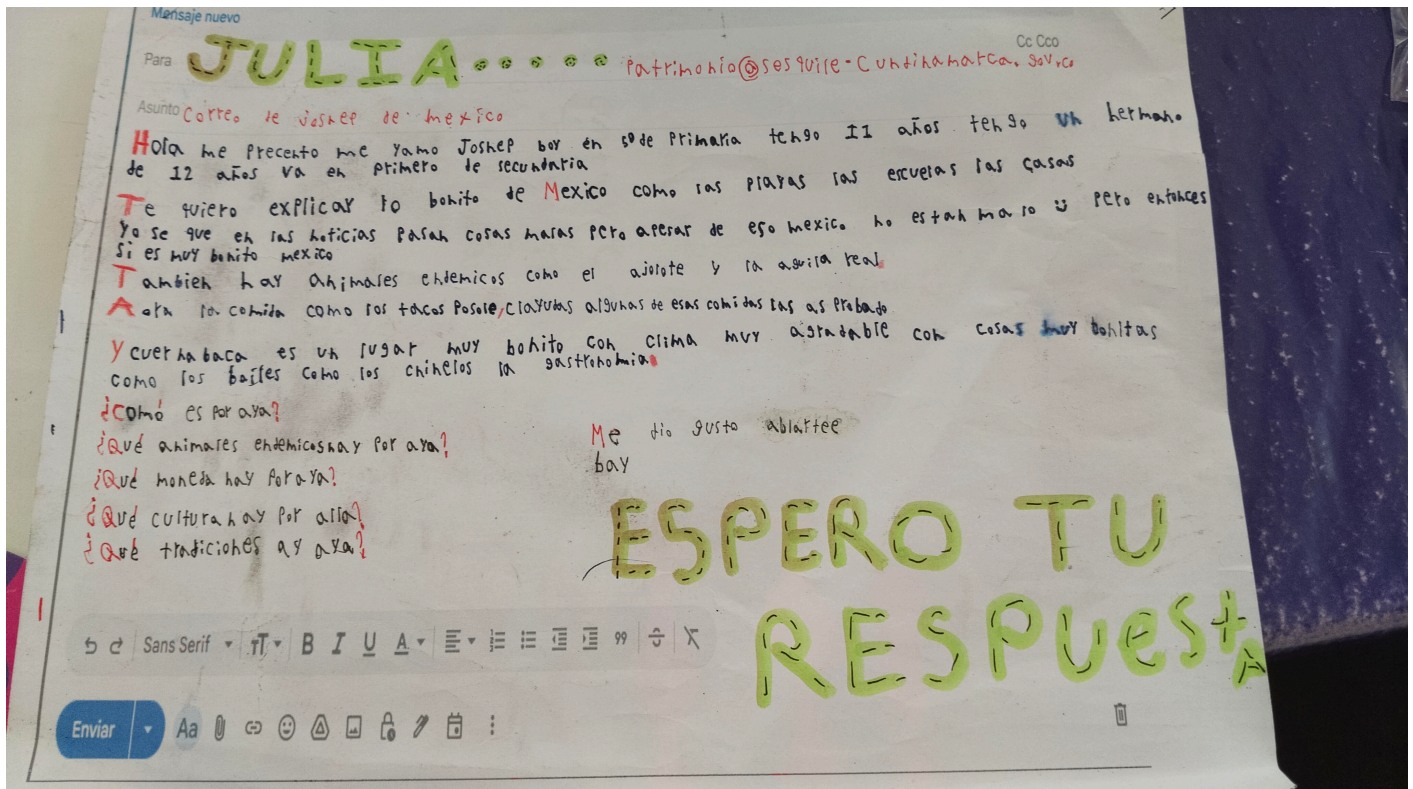 Mensaje nuevo
Cc Cco
Para JULIA..... Patrimonio@sesquile-cundinamarca.gov.co
Asunto Correo de Joshep de mexico
Hola me precento me yamo Joshep boy en 5º de Primaria tengo 11 años tengo un hermano
de 12 años va en primero de secundaria
Te quiero explicar lo bonito de Mexico como las playas las escuelas las casas
Yo se que en las noticias pasan cosas malas pero apesar de eso mexico no estan malo ü pero entonces
si es muy bonito mexico
Tambien hay animales endemicos como el ajolote y la aguila real.
Aora la comida como los tacos Posole, clayudas algunas de esas comidas las as probado
Y cuernabaca es un lugar muy bonito con clima muy agradable con cosas muy bonitas
como los bailes como los chinelos la gastronomia.
¿Comó es por aya?
¿Qué animales endemicos hay por aya?
¿Qué moneda hay por aya?
¿Qué cultura hay por alla?
¿Qué tradiciones ay aya?
Me dio gusto ablartee
bay
ESPERO TU
RESPUestA
Sans Serif
TT
B I U A
99
Enviar
Aa